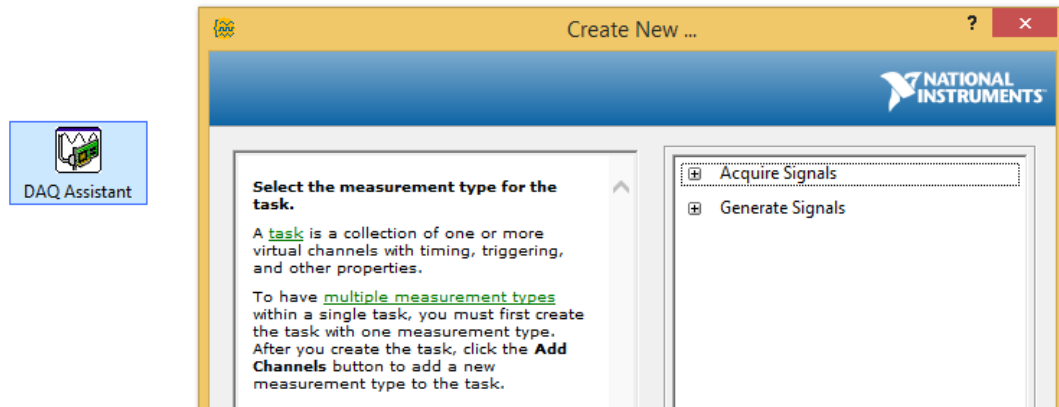 Create New ...
?
×
NATIONAL
INSTRUMENTS
DAQ Assistant
Select the measurement type for the
task.
A task is a collection of one or more
virtual channels with timing, triggering,
and other properties.
To have multiple measurement types
within a single task, you must first create
the task with one measurement type.
After you create the task, click the Add
Channels button to add a new
measurement type to the task.
Acquire Signals
Generate Signals